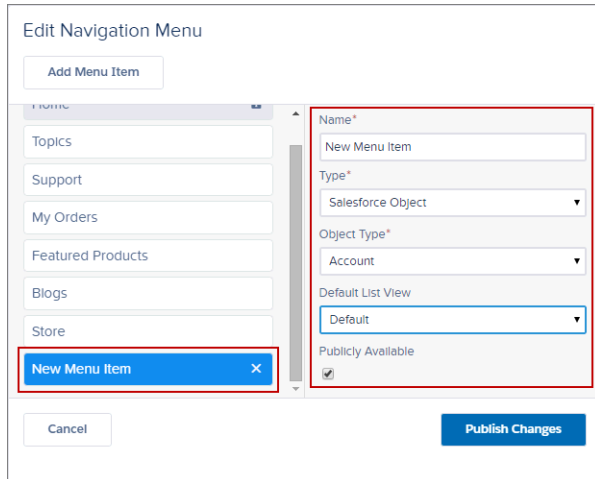 Edit Navigation Menu
Add Menu Item
Home
Topics
Support
My Orders
Featured Products
Blogs
Store
New Menu Item
Name*
New Menu Item
Type*
Salesforce Object
Object Type*
Account
Default List View
Default
Publicly Available
Cancel
Publish Changes